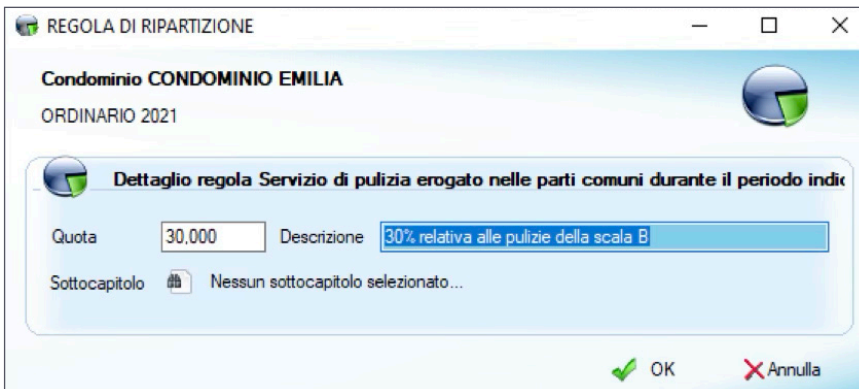 REGOLA DI RIPARTIZIONE
Condominio CONDOMINIO EMILIA
ORDINARIO 2021
Dettaglio regola Servizio di pulizia erogato nelle parti comuni durante il periodo indic
Quota 30,000 Descrizione 30% relativa alle pulizie della scala B
Sottocapitolo Nessun sottocapitolo selezionato...
OK Annulla